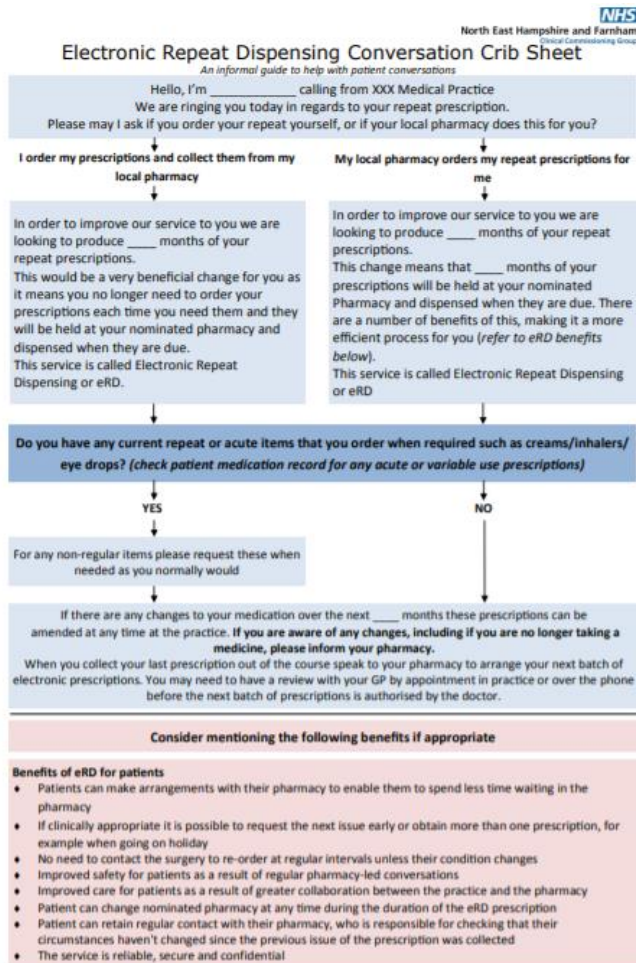 NHS
North East Hampshire and Farnham
Clinical Commissioning Group
Electronic Repeat Dispensing Conversation Crib Sheet
An informal guide to help with patient conversations
Hello, I'm ____________ calling from XXX Medical Practice
We are ringing you today in regards to your repeat prescription.
Please may I ask if you order your repeat yourself, or if your local pharmacy does this for you?
I order my prescriptions and collect them from my
local pharmacy
In order to improve our service to you we are
looking to produce ____ months of your
repeat prescriptions.
This would be a very beneficial change for you as
it means you no longer need to order your
prescriptions each time you need them and they
will be held at your nominated pharmacy and
dispensed when they are due.
This service is called Electronic Repeat
Dispensing or eRD.
My local pharmacy orders my repeat prescriptions for
me
In order to improve our service to you we are
looking to produce ____ months of your repeat
prescriptions.
This change means that ____ months of your
prescriptions will be held at your nominated
Pharmacy and dispensed when they are due. There
are a number of benefits of this, making it a more
efficient process for you (refer to eRD benefits
below).
This service is called Electronic Repeat Dispensing
or eRD
Do you have any current repeat or acute items that you order when required such as creams/inhalers/
eye drops? (check patient medication record for any acute or variable use prescriptions)
YES
NO
For any non-regular items please request these when
needed as you normally would
If there are any changes to your medication over the next ____ months these prescriptions can be
amended at any time at the practice. If you are aware of any changes, including if you are no longer taking a
medicine, please inform your pharmacy.
When you collect your last prescription out of the course speak to your pharmacy to arrange your next batch of
electronic prescriptions. You may need to have a review with your GP by appointment in practice or over the phone
before the next batch of prescriptions is authorised by the doctor.
Consider mentioning the following benefits if appropriate
Benefits of eRD for patients
♦ Patients can make arrangements with their pharmacy to enable them to spend less time waiting in the
pharmacy
♦ If clinically appropriate it is possible to request the next issue early or obtain more than one prescription, for
example when going on holiday
♦ No need to contact the surgery to re-order at regular intervals unless their condition changes
♦ Improved safety for patients as a result of regular pharmacy-led conversations
♦ Improved care for patients as a result of greater collaboration between the practice and the pharmacy
♦ Patient can change nominated pharmacy at any time during the duration of the eRD prescription
♦ Patient can retain regular contact with their pharmacy, who is responsible for checking that their
circumstances haven't changed since the previous issue of the prescription was collected
♦ The service is reliable, secure and confidential